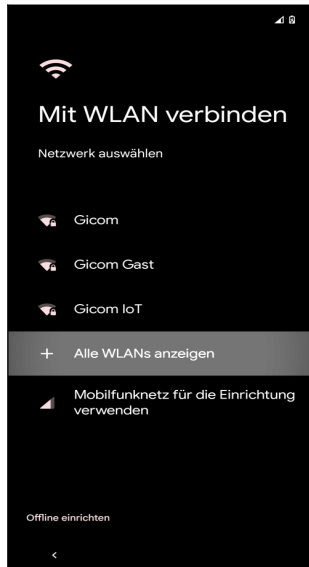 Mit WLAN verbinden
Netzwerk auswählen
Gicom
Gicom Gast
Gicom IoT
Alle WLANs anzeigen
Mobilfunknetz für die Einrichtung
verwenden
Offline einrichten